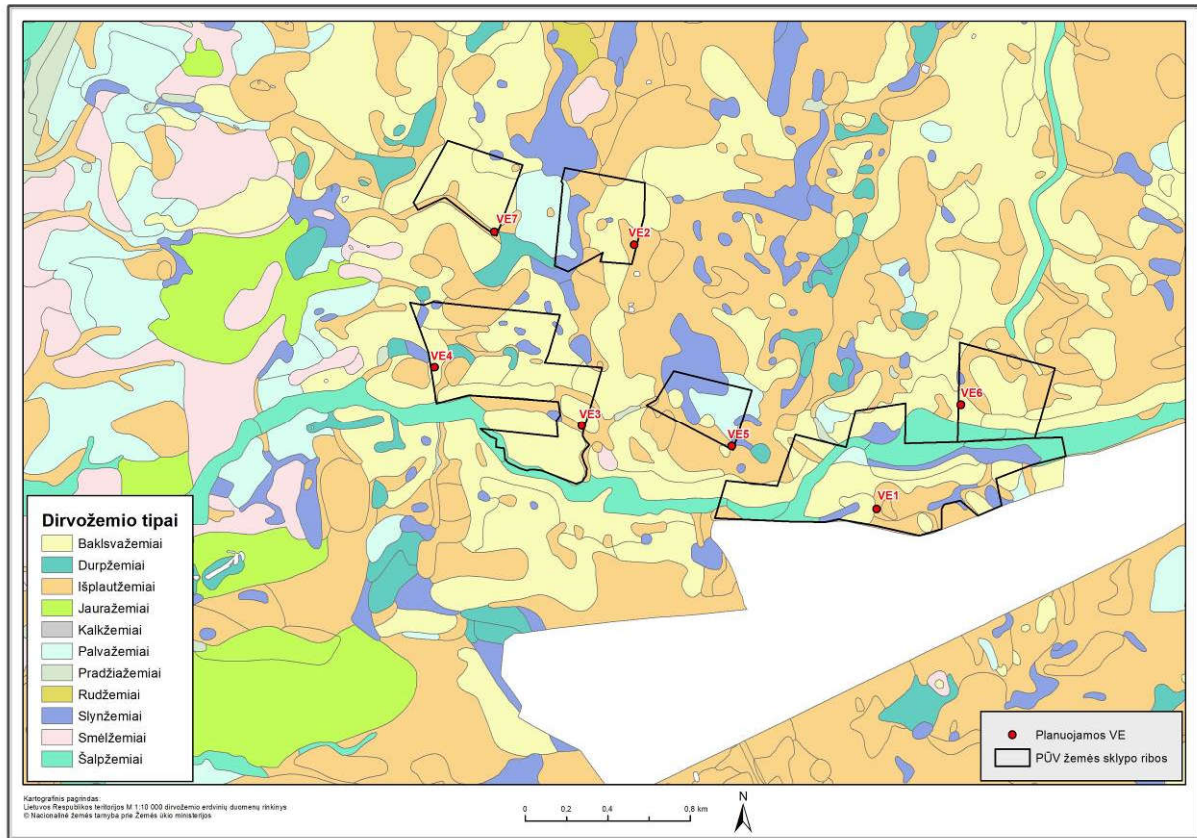 VE7
VE2
VE4
VE3
VE5
VE6
VE1
Dirvožemio tipai
Baklsvažemiai
Durpžemiai
Išplautžemiai
Jauražemiai
Kalkžemiai
Palvažemiai
Pradžiažemiai
Rudžemiai
Slynžemiai
Smėlžemiai
Šalpžemiai
Planuojamos VE
PŪV žemės sklypo ribos
Kartografinis pagrindas:
Lietuvos Respublikos teritorijos M 1:10 000 dirvožemio erdvinių duomenų rinkinys
© Nacionalinė žemės tarnyba prie Žemės ūkio ministerijos
0 0,2 0,4 0,8 km
N